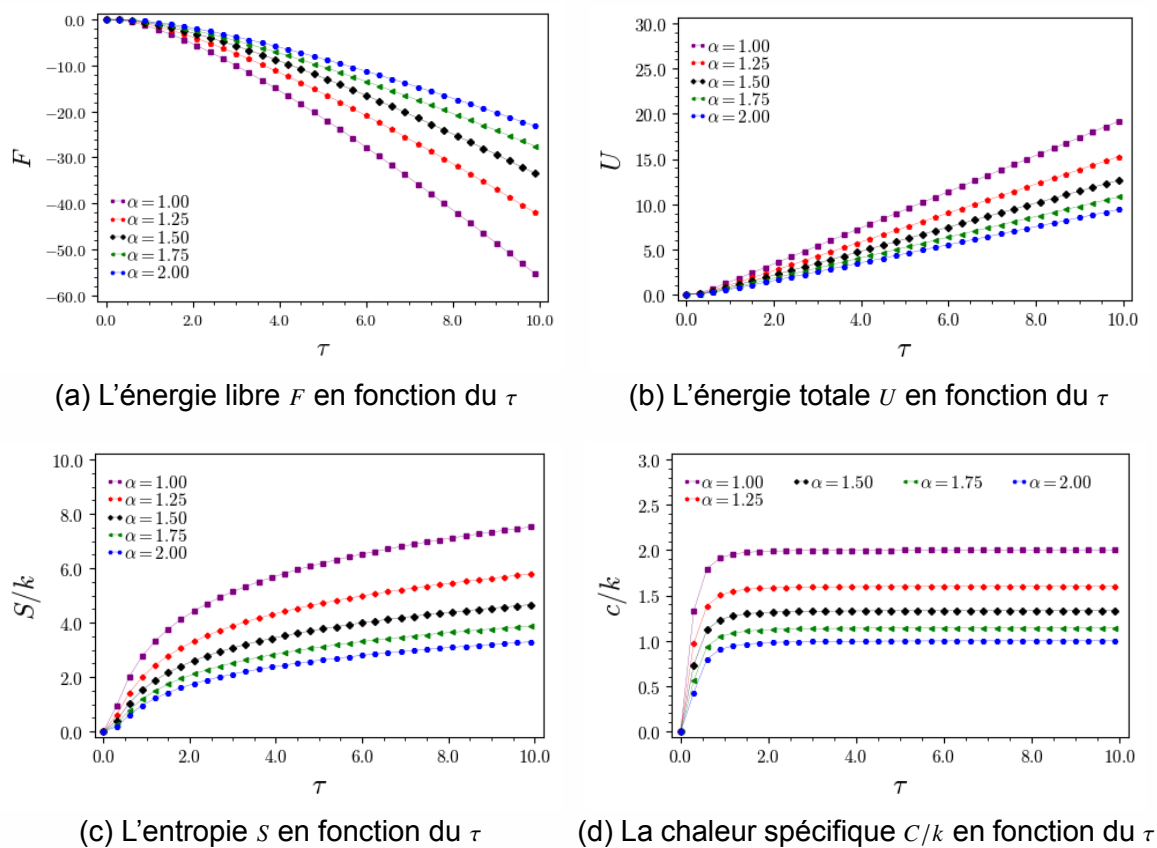 0.0
−10.0
−20.0
−30.0
−40.0
−50.0
−60.0
F
α = 1.00
α = 1.25
α = 1.50
α = 1.75
α = 2.00
0.0 2.0 4.0 6.0 8.0 10.0
τ
(a) L'énergie libre F en fonction du τ
30.0
25.0
20.0
15.0
10.0
5.0
0.0
U
α = 1.00
α = 1.25
α = 1.50
α = 1.75
α = 2.00
0.0 2.0 4.0 6.0 8.0 10.0
τ
(b) L'énergie totale U en fonction du τ
10.0
8.0
6.0
4.0
2.0
0.0
S/k
α = 1.00
α = 1.25
α = 1.50
α = 1.75
α = 2.00
0.0 2.0 4.0 6.0 8.0 10.0
τ
(c) L'entropie S en fonction du τ
3.0
2.5
2.0
1.5
1.0
0.5
0.0
c/k
α = 1.00 α = 1.50 α = 1.75 α = 2.00
α = 1.25
0.0 2.0 4.0 6.0 8.0 10.0
τ
(d) La chaleur spécifique C/k en fonction du τ